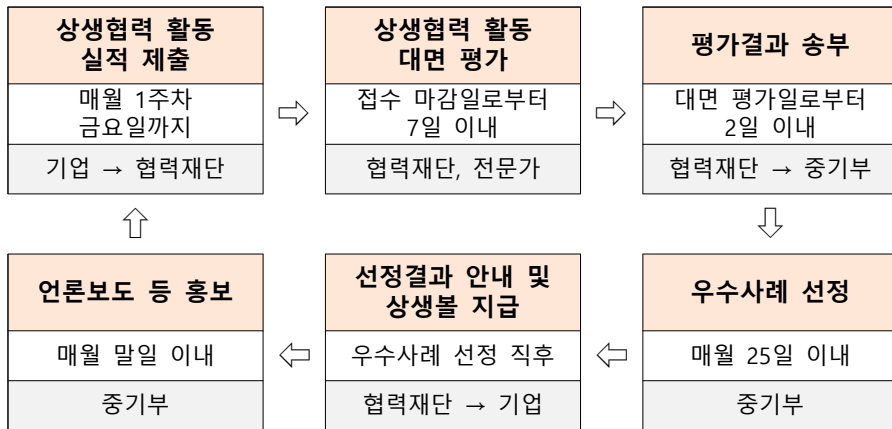 상생협력 활동
실적 제출
매월 1주차
금요일까지
기업 → 협력재단
상생협력 활동
대면 평가
접수 마감일로부터
7일 이내
협력재단, 전문가
평가결과 송부
대면 평가일로부터
2일 이내
협력재단 → 중기부
우수사례 선정
매월 25일 이내
중기부
선정결과 안내 및
상생볼 지급
우수사례 선정 직후
협력재단 → 기업
언론보도 등 홍보
매월 말일 이내
중기부